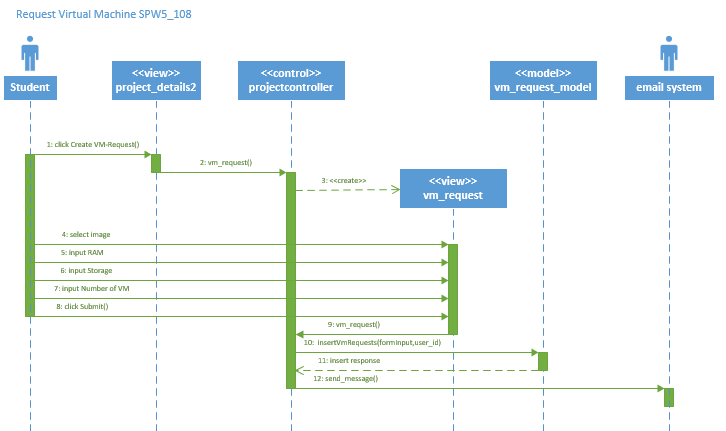 Request Virtual Machine SPW5_108
Student
<<view>>
project_details2
<<control>>
projectcontroller
<<model>>
vm_request_model
email system
1: click Create VM-Request()
2: vm_request()
3: <<create>>
<<view>>
vm_request
4: select image
5: input RAM
6: input Storage
7: input Number of VM
8: click Submit()
9: vm_request()
10: insertVmRequests(formInput,user_id)
11: insert response
12: send_message()